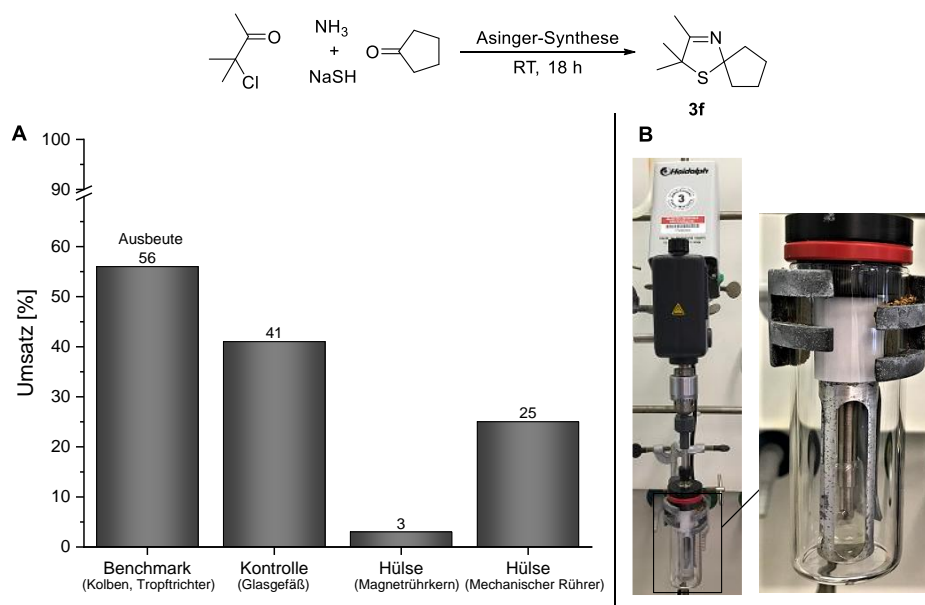 NH3
+
NaSH
O
Cl
O
Asinger-Synthese
RT, 18 h
N
S
3f
A
B
100
90
60
50
40
30
20
10
0
Umsatz [%]
Ausbeute
56
41
3
25
Benchmark
(Kolben, Tropftrichter)
Kontrolle
(Glasgefäß)
Hülse
(Magnetrührkern)
Hülse
(Mechanischer Rührer)
Heidolph
3